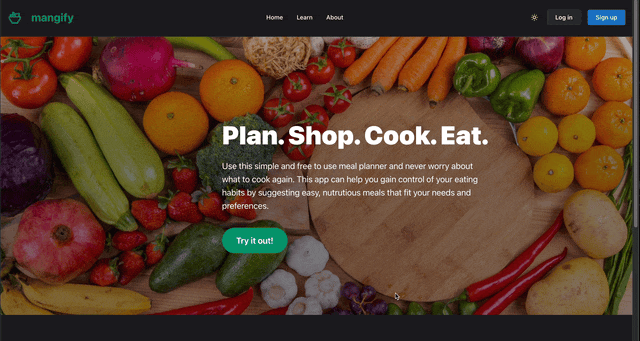 mangify
Home Learn About
Log in Sign up
Plan. Shop. Cook. Eat.
Use this simple and free to use meal planner and never worry about
what to cook again. This app can help you gain control of your eating
habits by suggesting easy, nutrutious meals that fit your needs and
preferences.
Try it out!